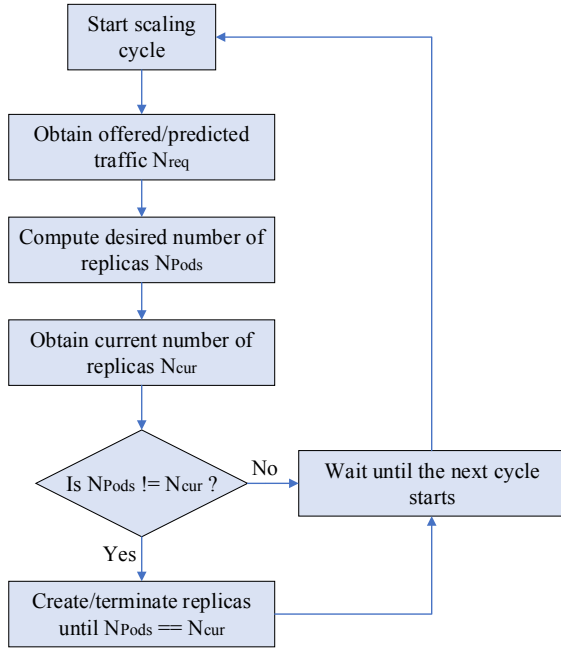 Start scaling
cycle
Obtain offered/predicted
traffic Nreq
Compute desired number of
replicas NPods
Obtain current number of
replicas Ncur
Is NPods != Ncur ?
No
Wait until the next cycle
starts
Yes
Create/terminate replicas
until NPods == Ncur